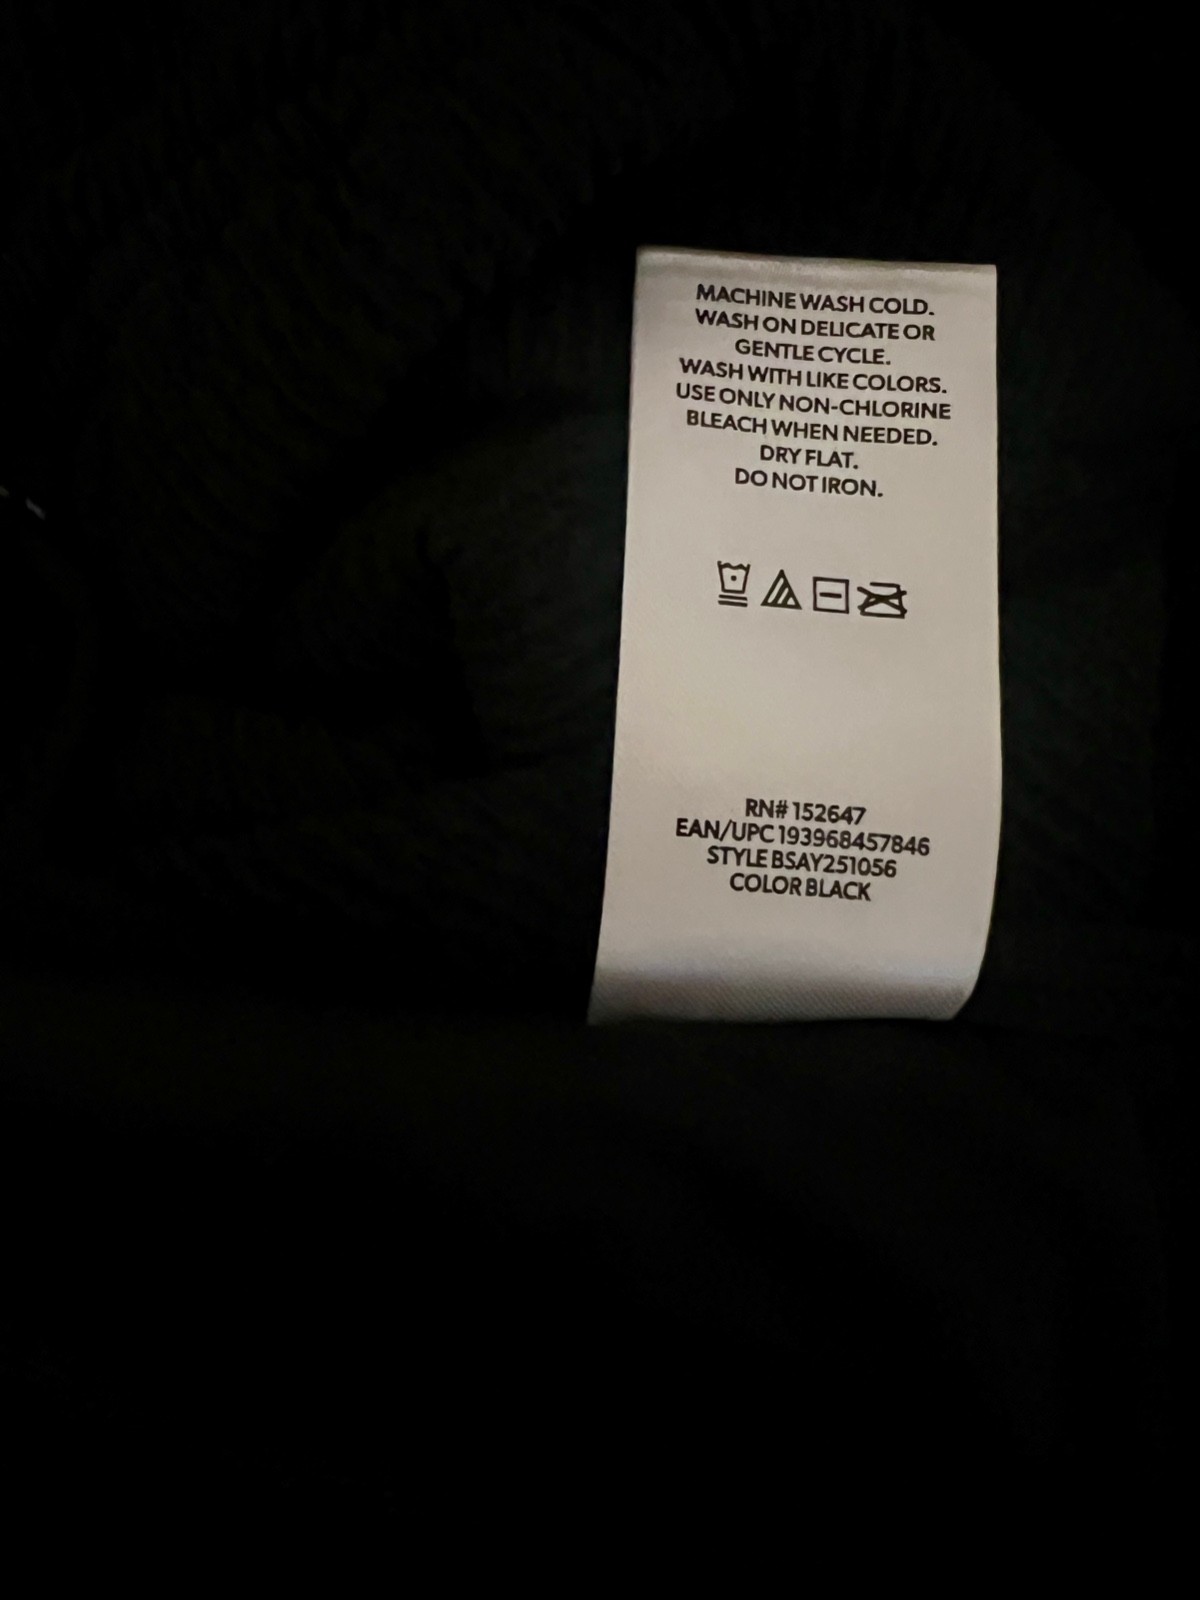 MACHINE WASH COLD.
WASH ON DELICATE OR
GENTLE CYCLE.
WASH WITH LIKE COLORS.
USE ONLY NON-CHLORINE
BLEACH WHEN NEEDED.
DRY FLAT.
DO NOT IRON.
RN# 152647
EAN/UPC 193968457846
STYLE BSAY251056
COLOR BLACK